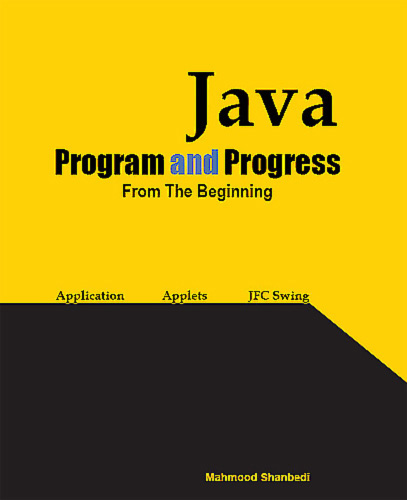 Java
Program and Progress
From The Beginning
Application Applets JFC Swing
Mahmood Shanbedi